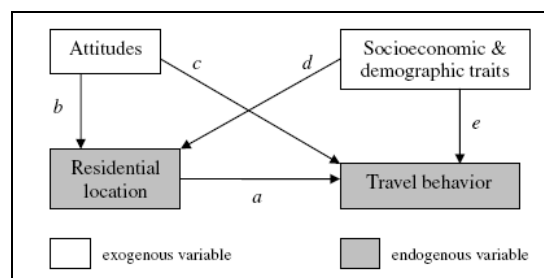 Attitudes
Socioeconomic &
demographic traits
c
d
b
e
Residential
location
Travel behavior
a
exogenous variable
endogenous variable